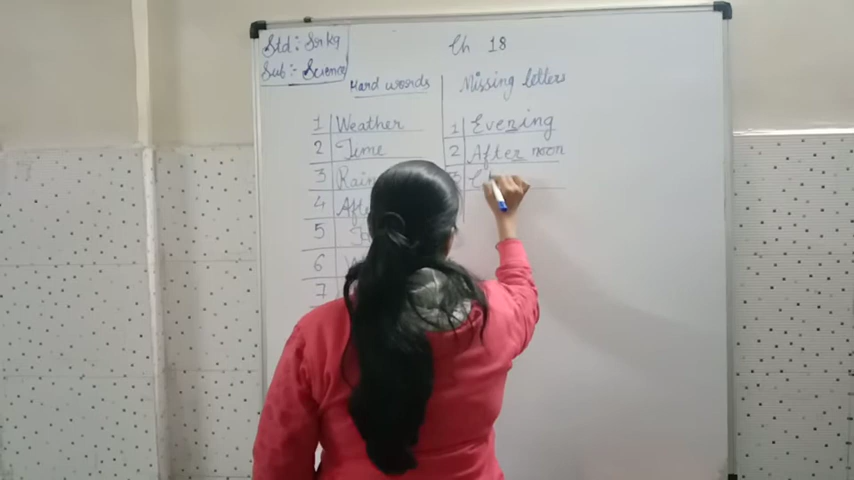 Std: Sr Kg
Sub:- Science
Ch 18
Hard words
1 Weather
2 Time
3 Rain
4
5
6
7
Missing letters
1 Evening
2 After noon
3